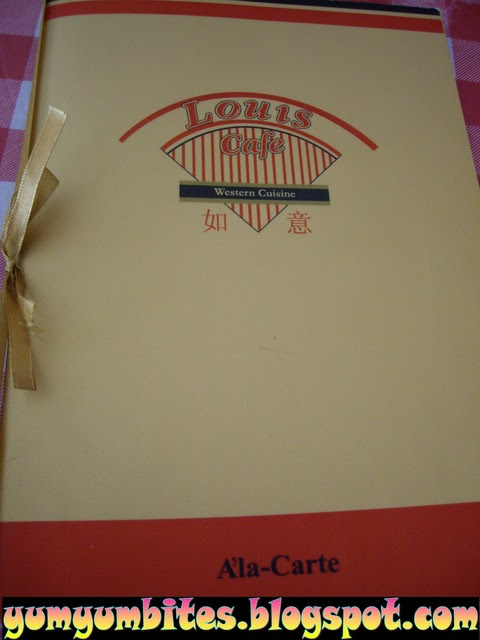 Louis
Cafe
Western Cuisine
如意
A'la-Carte
yumyumbites.blogspot.com